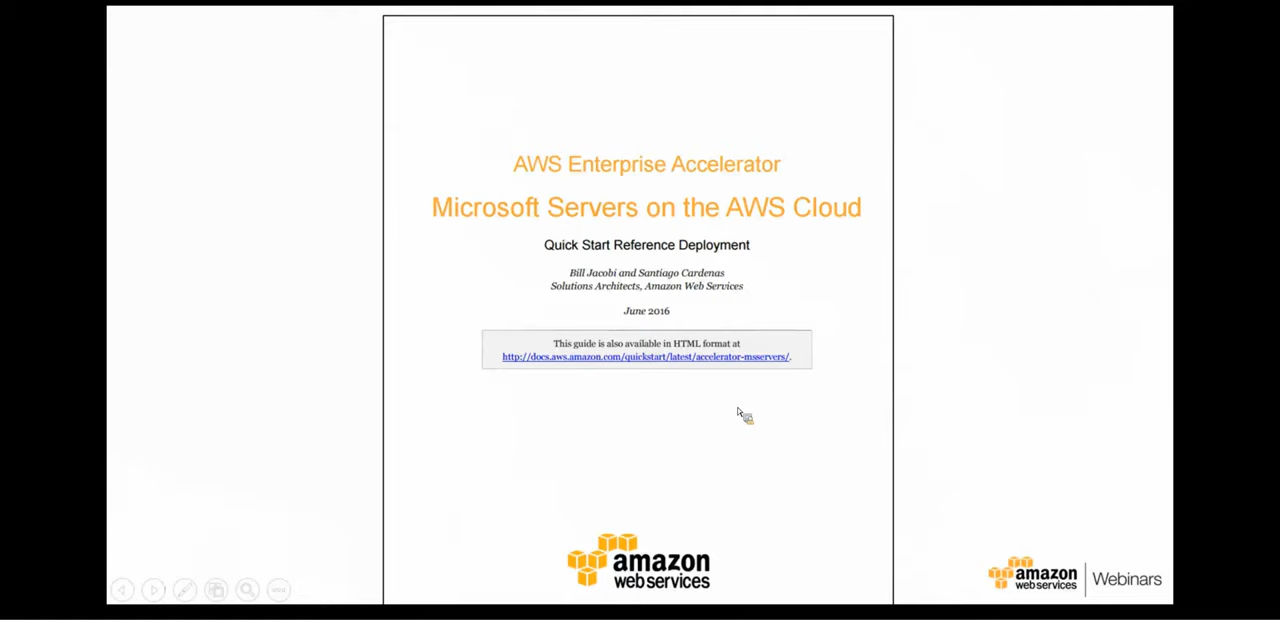 AWS Enterprise Accelerator
Microsoft Servers on the AWS Cloud
Quick Start Reference Deployment
Bill Jacobi and Santiago Cardenas
Solutions Architects, Amazon Web Services
June 2016
This guide is also available in HTML format at
http://docs.aws.amazon.com/quickstart/latest/accelerator-msservers/.
amazon
web services
amazon
web services
Webinars